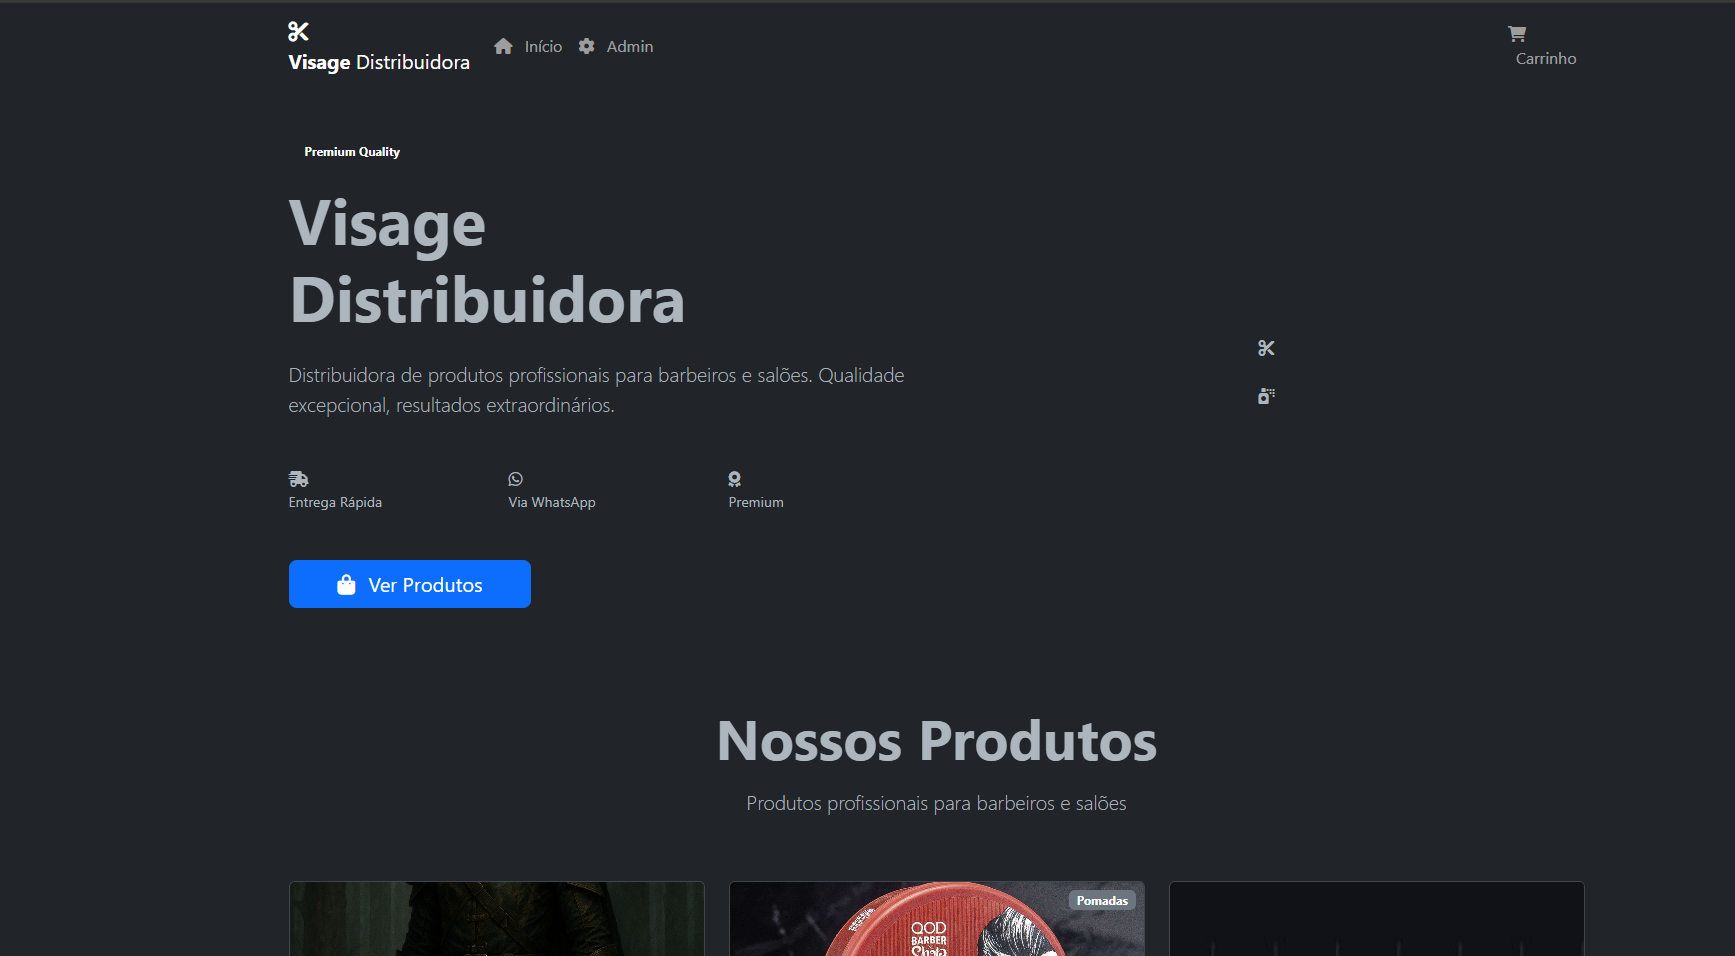 Visage Distribuidora
Início
Admin
Carrinho
Premium Quality
Visage
Distribuidora
Distribuidora de produtos profissionais para barbeiros e salões. Qualidade
excepcional, resultados extraordinários.
Entrega Rápida
Via WhatsApp
Premium
Ver Produtos
Nossos Produtos
Produtos profissionais para barbeiros e salões
Pomadas
QOD
BARBER
Shop